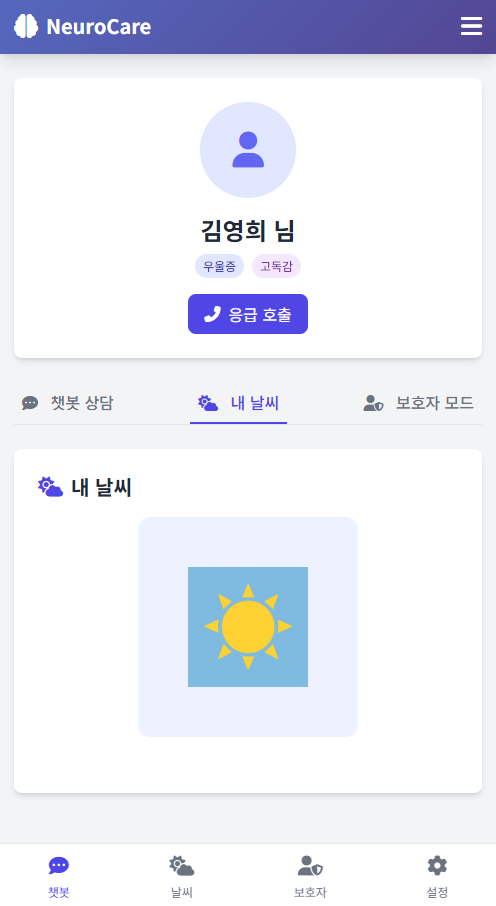 NeuroCare
김영희 님
우울증 고독감
응급 호출
챗봇 상담 내 날씨 보호자 모드
내 날씨
챗봇 날씨 보호자 설정